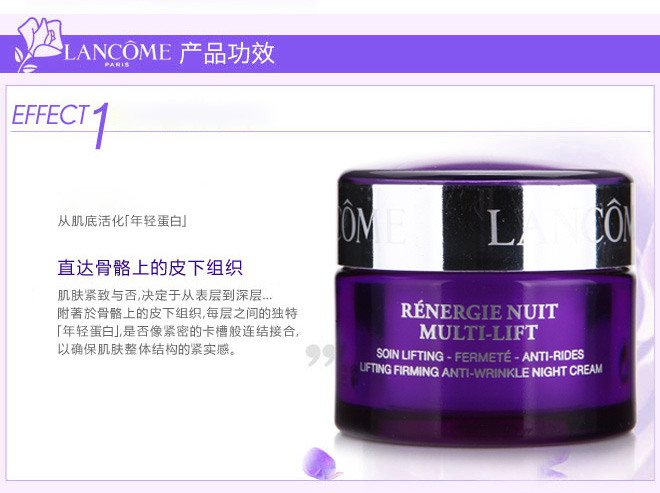 LANCÔME 产品功效
PARIS
EFFECT 1
从肌底活化「年轻蛋白」
直达骨骼上的皮下组织
肌肤紧致与否,决定于从表层到深层...
附著於骨骼上的皮下组织,每层之间的独特
「年轻蛋白」,是否像紧密的卡槽般连结接合,
以确保肌肤整体结构的紧实感。
”
CÔME LANCÔM
RÉNERGIE NUIT
MULTI-LIFT
SOIN LIFTING - FERMETÉ - ANTI-RIDES
LIFTING FIRMING ANTI-WRINKLE NIGHT CREAM